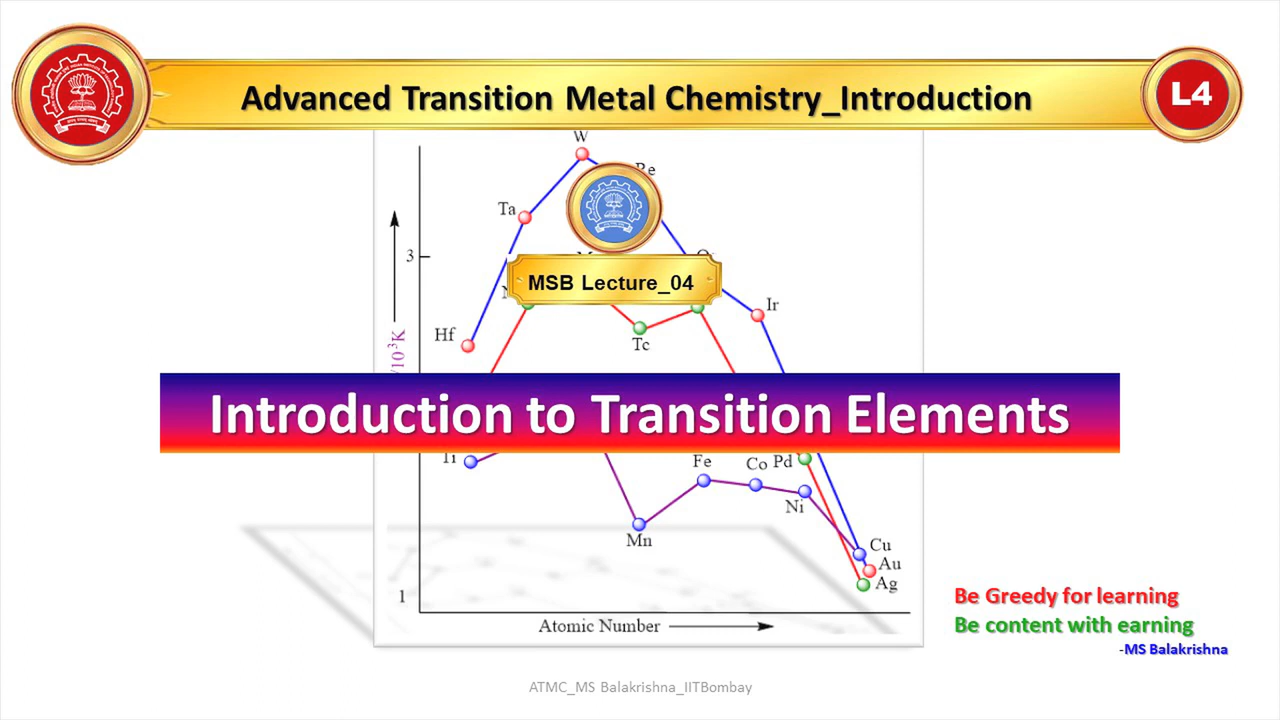 Advanced Transition Metal Chemistry_Introduction
L4
W
Ta
3
MSB Lecture_04
Ir
Hf
Tc
/10³K
Introduction to Transition Elements
Ti
Fe
Co
Pd
Ni
Mn
Cu
Au
Ag
1
Atomic Number
Be Greedy for learning
Be content with earning
-MS Balakrishna
ATMC_MS Balakrishna_IITBombay